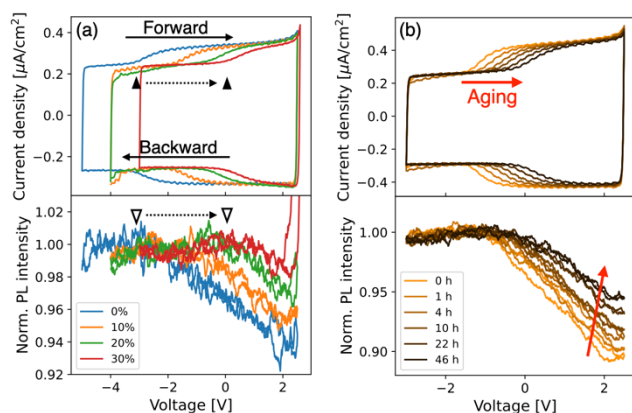 (a)
Forward
Backward
Current density [μA/cm²]
0.4
0.2
0.0
−0.2
Norm. PL intensity
1.02
1.00
0.98
0.96
0.94
0.92
0%
10%
20%
30%
−4 −2 0 2
Voltage [V]
(b)
Aging
Current density [μA/cm²]
0.4
0.2
0.0
−0.2
−0.4
Norm. PL intensity
1.00
0.95
0.90
0 h
1 h
4 h
10 h
22 h
46 h
−2 0 2
Voltage [V]